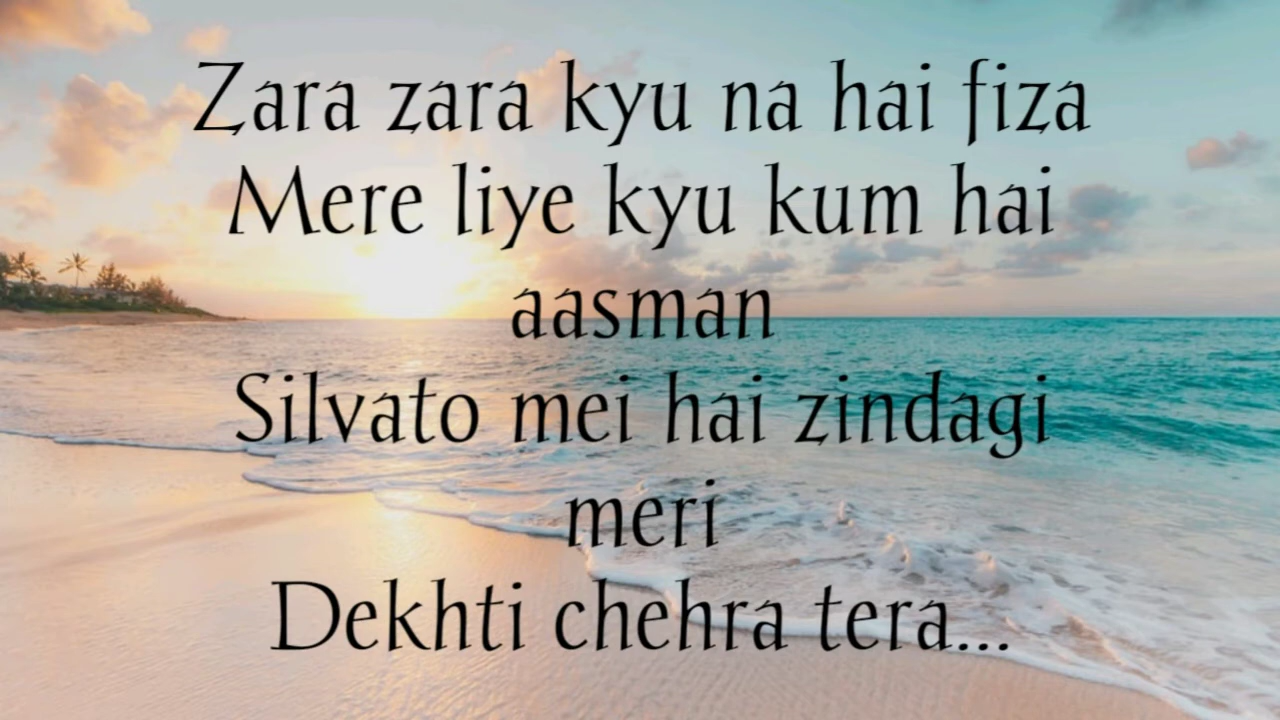 Zara zara kyu na hai fiza
Mere liye kyu kum hai
aasman
Silvato mei hai zindagi
meri
Dekhti chehra tera...